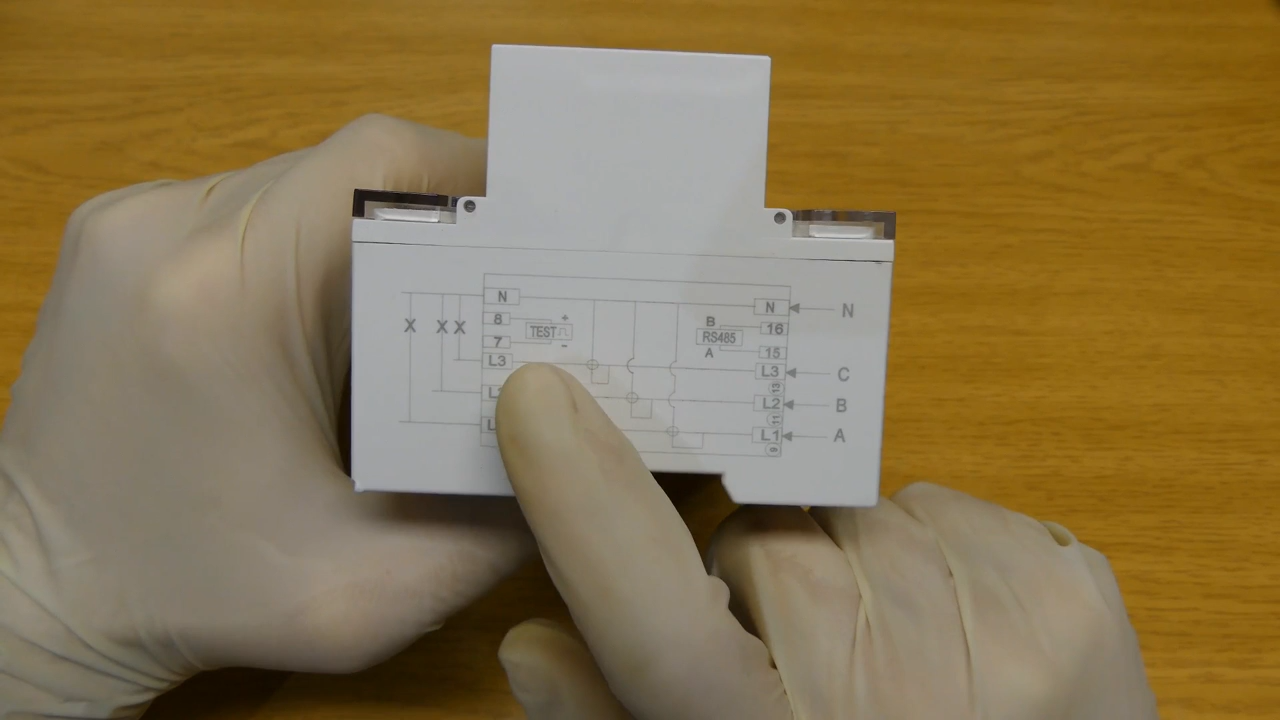 N N N
8 + B 16
X X X TEST RS485
7 - A 15
L3 L3 C
13
L2 B
11
L L1 A
9